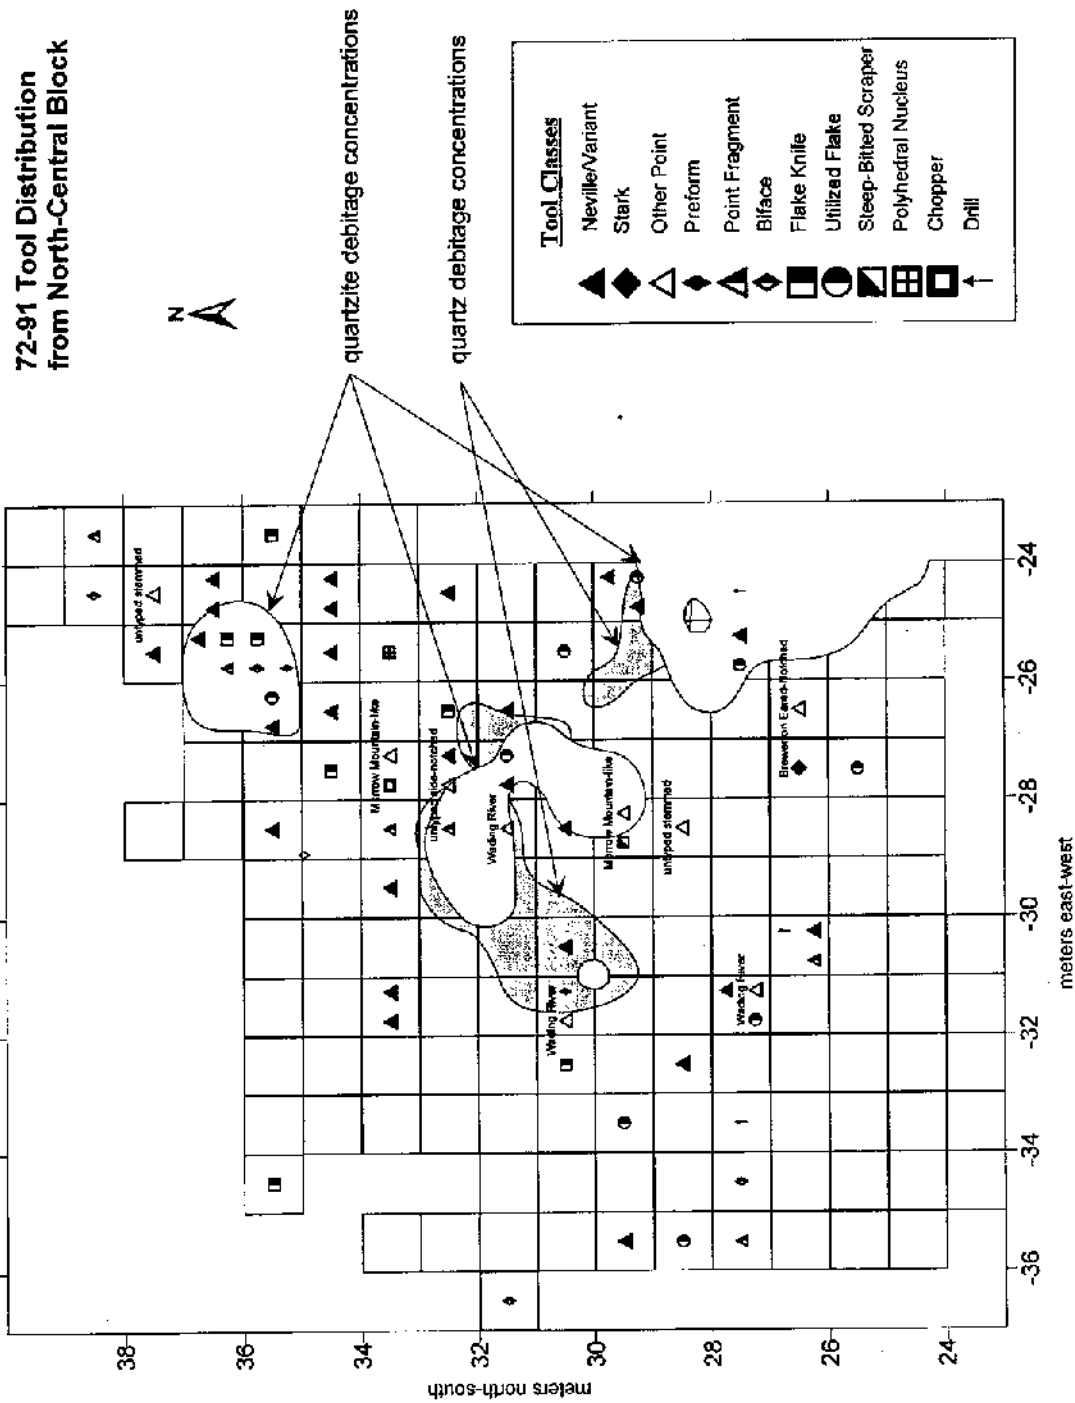 72-91 Tool Distribution
from North-Central Block
N
quartzite debitage concentrations
quartz debitage concentrations
Tool Classes
Neville/Variant
Stark
Other Point
Preform
Point Fragment
Biface
Flake Knife
Utilized Flake
Steep-Bitted Scraper
Polyhedral Nucleus
Chopper
Drill
untyped stemmed
Morrow Mountain-like
untyped side-notched
Wading River
Morrow Mountain-like
untyped stemmed
Brewerton Eared-Notched
Wading River
Wading River
38
36
34
32
30
28
26
24
meters north-south
-36
-34
-32
-30
-28
-26
-24
meters east-west